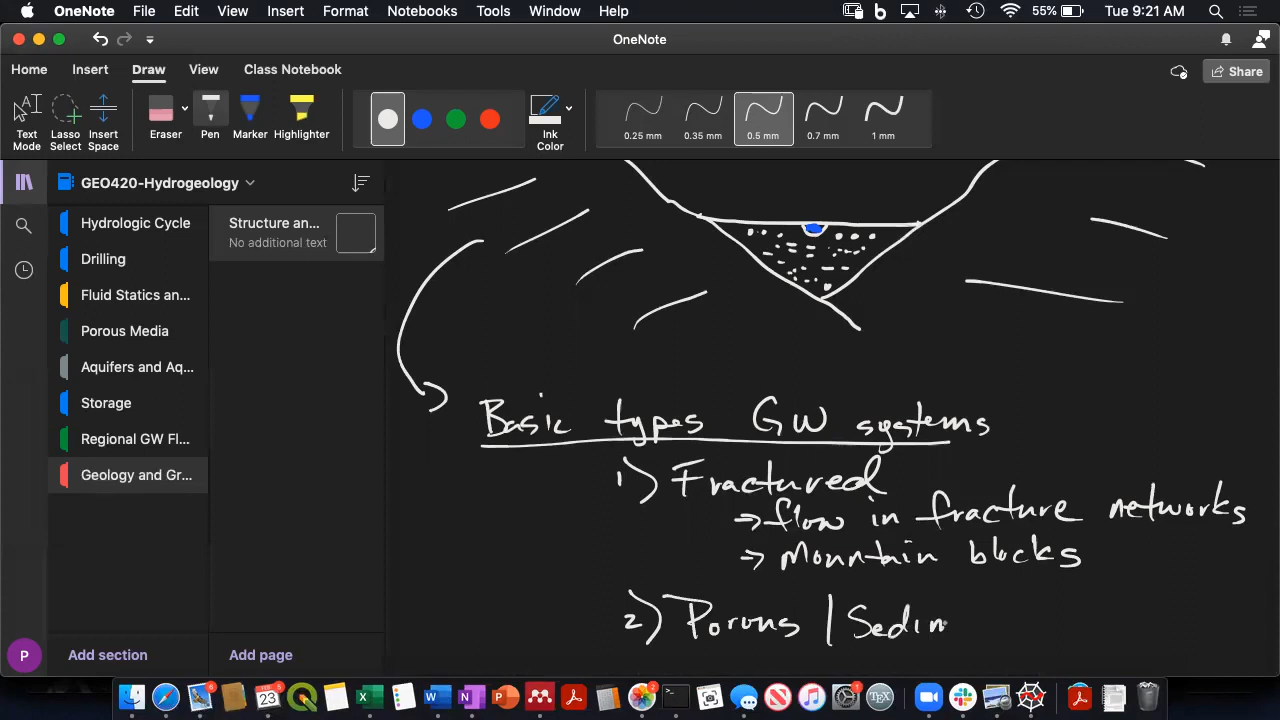 OneNote File Edit View Insert Format Notebooks Tools Window Help 55% Tue 9:21 AM
OneNote
Home Insert Draw View Class Notebook Share
Text Mode Lasso Select Insert Space Eraser Pen Marker Highlighter Ink Color 0.25 mm 0.35 mm 0.5 mm 0.7 mm 1 mm
GEO420-Hydrogeology
Hydrologic Cycle
Drilling
Fluid Statics an...
Porous Media
Aquifers and Aq...
Storage
Regional GW Fl...
Geology and Gr...
Structure an...
No additional text
Basic types GW systems
1) Fractured
→ flow in fracture networks
→ Mountain blocks
2) Porous | Sedim
P Add section Add page